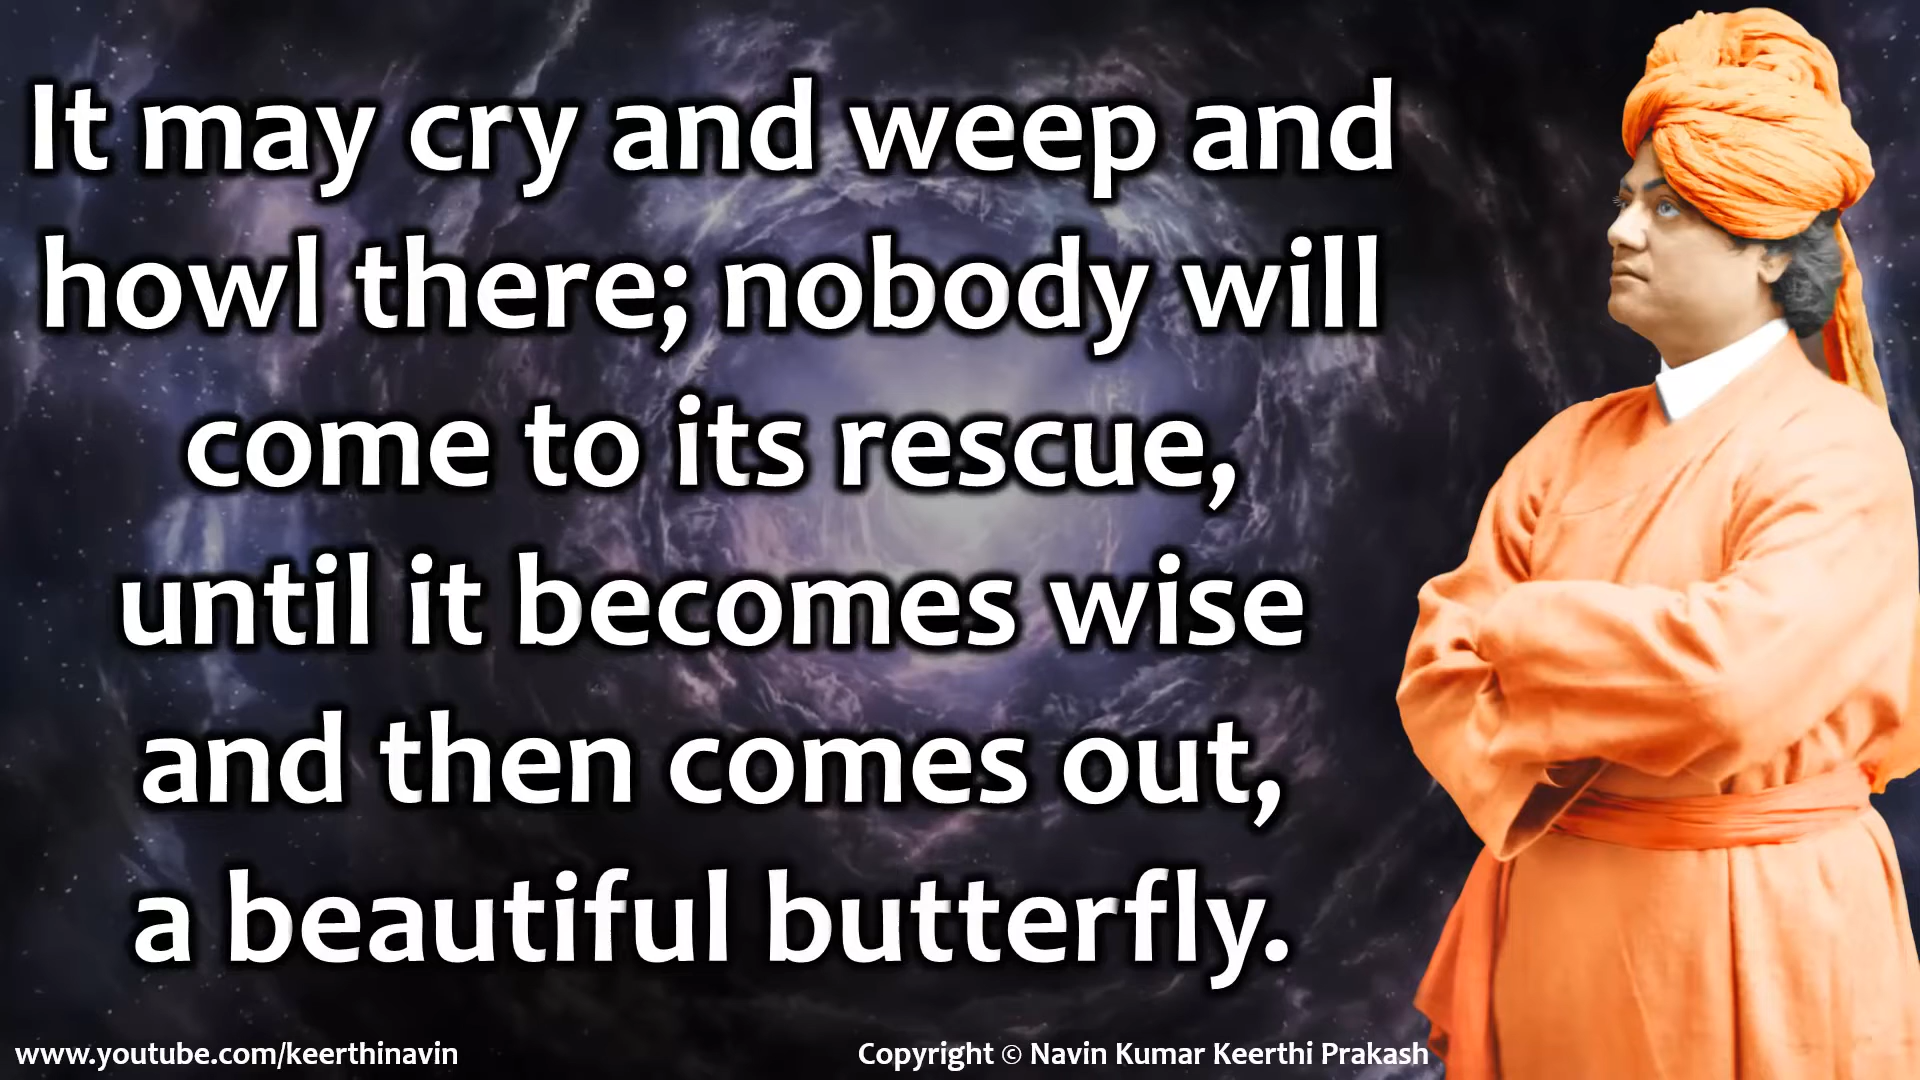 It may cry and weep and
howl there; nobody will
come to its rescue,
until it becomes wise
and then comes out,
a beautiful butterfly.
www.youtube.com/keerthinavin
Copyright © Navin Kumar Keerthi Prakash